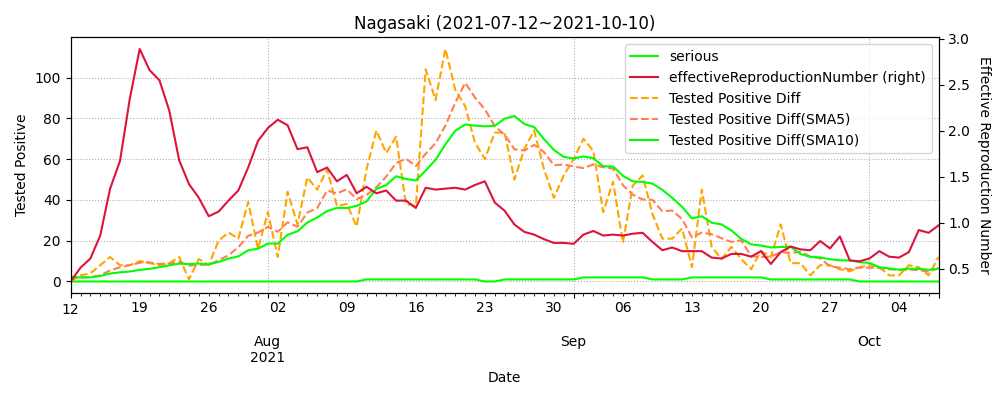 Nagasaki (2021-07-12~2021-10-10)
serious
effectiveReproductionNumber (right)
Tested Positive Diff
Tested Positive Diff(SMA5)
Tested Positive Diff(SMA10)
Tested Positive
100
80
60
40
20
0
Effective Reproduction Number
3.0
2.5
2.0
1.5
1.0
0.5
12 19 26 02 09 16 23 30 06 13 20 27 04
Aug Sep Oct
2021
Date